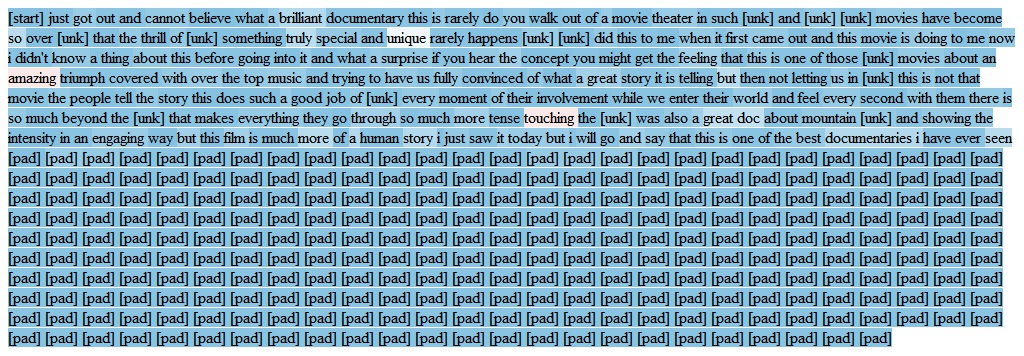 [start] just got out and cannot believe what a brilliant documentary this is rarely do you walk out of a movie theater in such [unk] and [unk] [unk] movies have become
so over [unk] that the thrill of [unk] something truly special and unique rarely happens [unk] [unk] did this to me when it first came out and this movie is doing to me now
i didn't know a thing about this before going into it and what a surprise if you hear the concept you might get the feeling that this is one of those [unk] movies about an
amazing triumph covered with over the top music and trying to have us fully convinced of what a great story it is telling but then not letting us in [unk] this is not that
movie the people tell the story this does such a good job of [unk] every moment of their involvement while we enter their world and feel every second with them there is
so much beyond the [unk] that makes everything they go through so much more tense touching the [unk] was also a great doc about mountain [unk] and showing the
intensity in an engaging way but this film is much more of a human story i just saw it today but i will go and say that this is one of the best documentaries i have ever seen
[pad] [pad] [pad] [pad] [pad] [pad] [pad] [pad] [pad] [pad] [pad] [pad] [pad] [pad] [pad] [pad] [pad] [pad] [pad] [pad] [pad] [pad] [pad] [pad] [pad] [pad] [pad]
[pad] [pad] [pad] [pad] [pad] [pad] [pad] [pad] [pad] [pad] [pad] [pad] [pad] [pad] [pad] [pad] [pad] [pad] [pad] [pad] [pad] [pad] [pad] [pad] [pad] [pad] [pad]
[pad] [pad] [pad] [pad] [pad] [pad] [pad] [pad] [pad] [pad] [pad] [pad] [pad] [pad] [pad] [pad] [pad] [pad] [pad] [pad] [pad] [pad] [pad] [pad] [pad] [pad] [pad]
[pad] [pad] [pad] [pad] [pad] [pad] [pad] [pad] [pad] [pad] [pad] [pad] [pad] [pad] [pad] [pad] [pad] [pad] [pad] [pad] [pad] [pad] [pad] [pad] [pad] [pad] [pad]
[pad] [pad] [pad] [pad] [pad] [pad] [pad] [pad] [pad] [pad] [pad] [pad] [pad] [pad] [pad] [pad] [pad] [pad] [pad] [pad] [pad] [pad] [pad] [pad] [pad] [pad] [pad]
[pad] [pad] [pad] [pad] [pad] [pad] [pad] [pad] [pad] [pad] [pad] [pad] [pad] [pad] [pad] [pad] [pad] [pad] [pad] [pad] [pad] [pad] [pad] [pad] [pad] [pad] [pad]
[pad] [pad] [pad] [pad] [pad] [pad] [pad] [pad] [pad] [pad] [pad] [pad] [pad] [pad] [pad] [pad] [pad] [pad] [pad] [pad] [pad] [pad] [pad] [pad] [pad] [pad] [pad]
[pad] [pad] [pad] [pad] [pad] [pad] [pad] [pad] [pad] [pad] [pad] [pad] [pad] [pad] [pad] [pad] [pad] [pad] [pad] [pad] [pad] [pad] [pad] [pad] [pad] [pad] [pad]
[pad] [pad] [pad] [pad] [pad] [pad] [pad] [pad] [pad] [pad] [pad] [pad] [pad] [pad] [pad] [pad] [pad] [pad] [pad] [pad] [pad] [pad] [pad] [pad] [pad] [pad] [pad]
[pad] [pad] [pad] [pad] [pad] [pad] [pad] [pad] [pad] [pad] [pad] [pad] [pad] [pad] [pad] [pad] [pad] [pad] [pad] [pad] [pad] [pad] [pad] [pad]